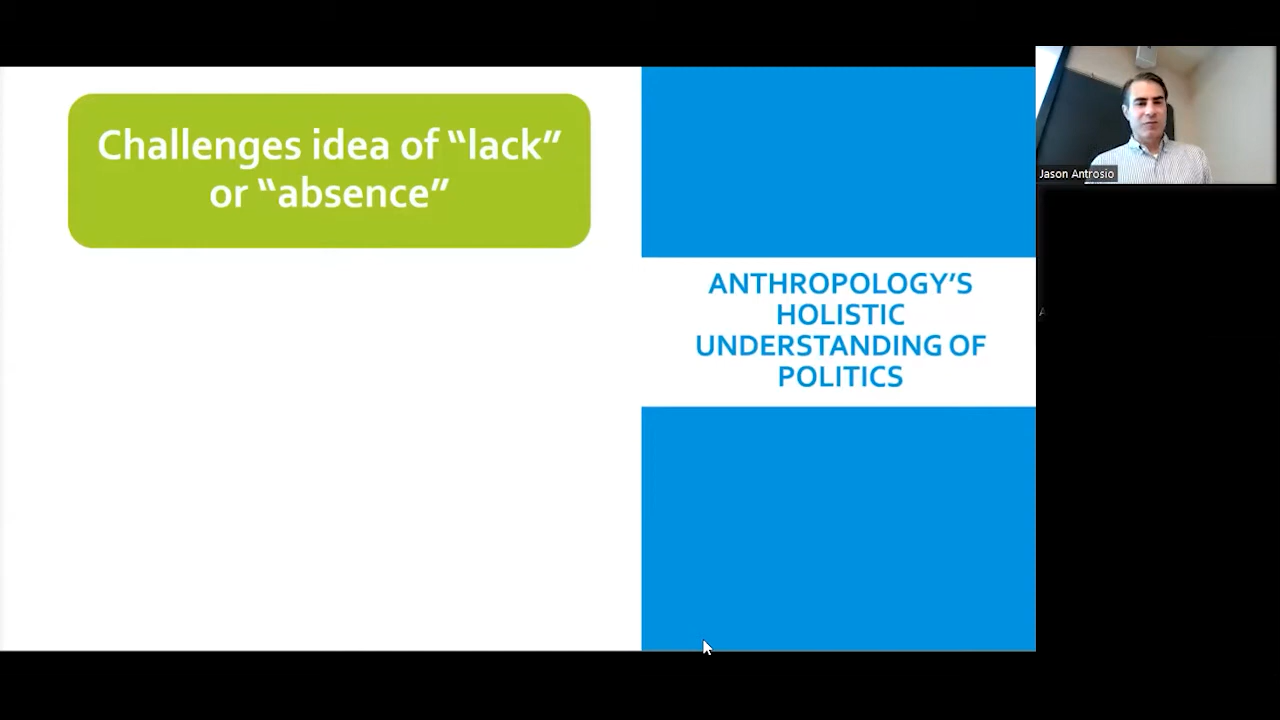 Challenges idea of “lack”
or “absence”
ANTHROPOLOGY’S
HOLISTIC
UNDERSTANDING OF
POLITICS
Jason Antrosio
A